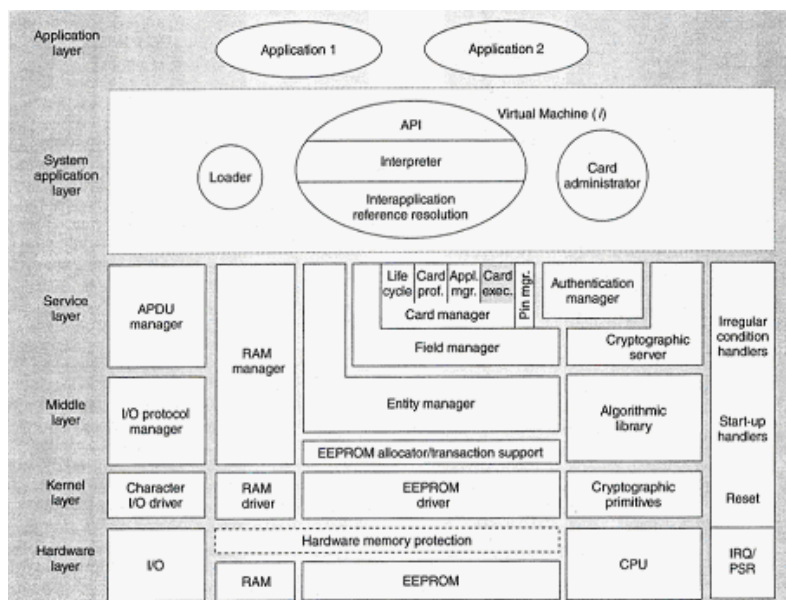 Application
layer
Application 1
Application 2
Virtual Machine (i)
System
application
layer
Loader
API
Interpreter
Interapplication
reference resolution
Card
administrator
Service
layer
APDU
manager
RAM
manager
Life
cycle
Card
prof.
Appl.
mgr.
Card
exec.
Pin mgr.
Card manager
Field manager
Authentication
manager
Cryptographic
server
Irregular
condition
handlers
Middle
layer
I/O protocol
manager
Entity manager
EEPROM allocator/transaction support
Algorithmic
library
Start-up
handlers
Kernel
layer
Character
I/O driver
RAM
driver
EEPROM
driver
Cryptographic
primitives
Reset
Hardware
layer
I/O
Hardware memory protection
RAM
EEPROM
CPU
IRQ/
PSR